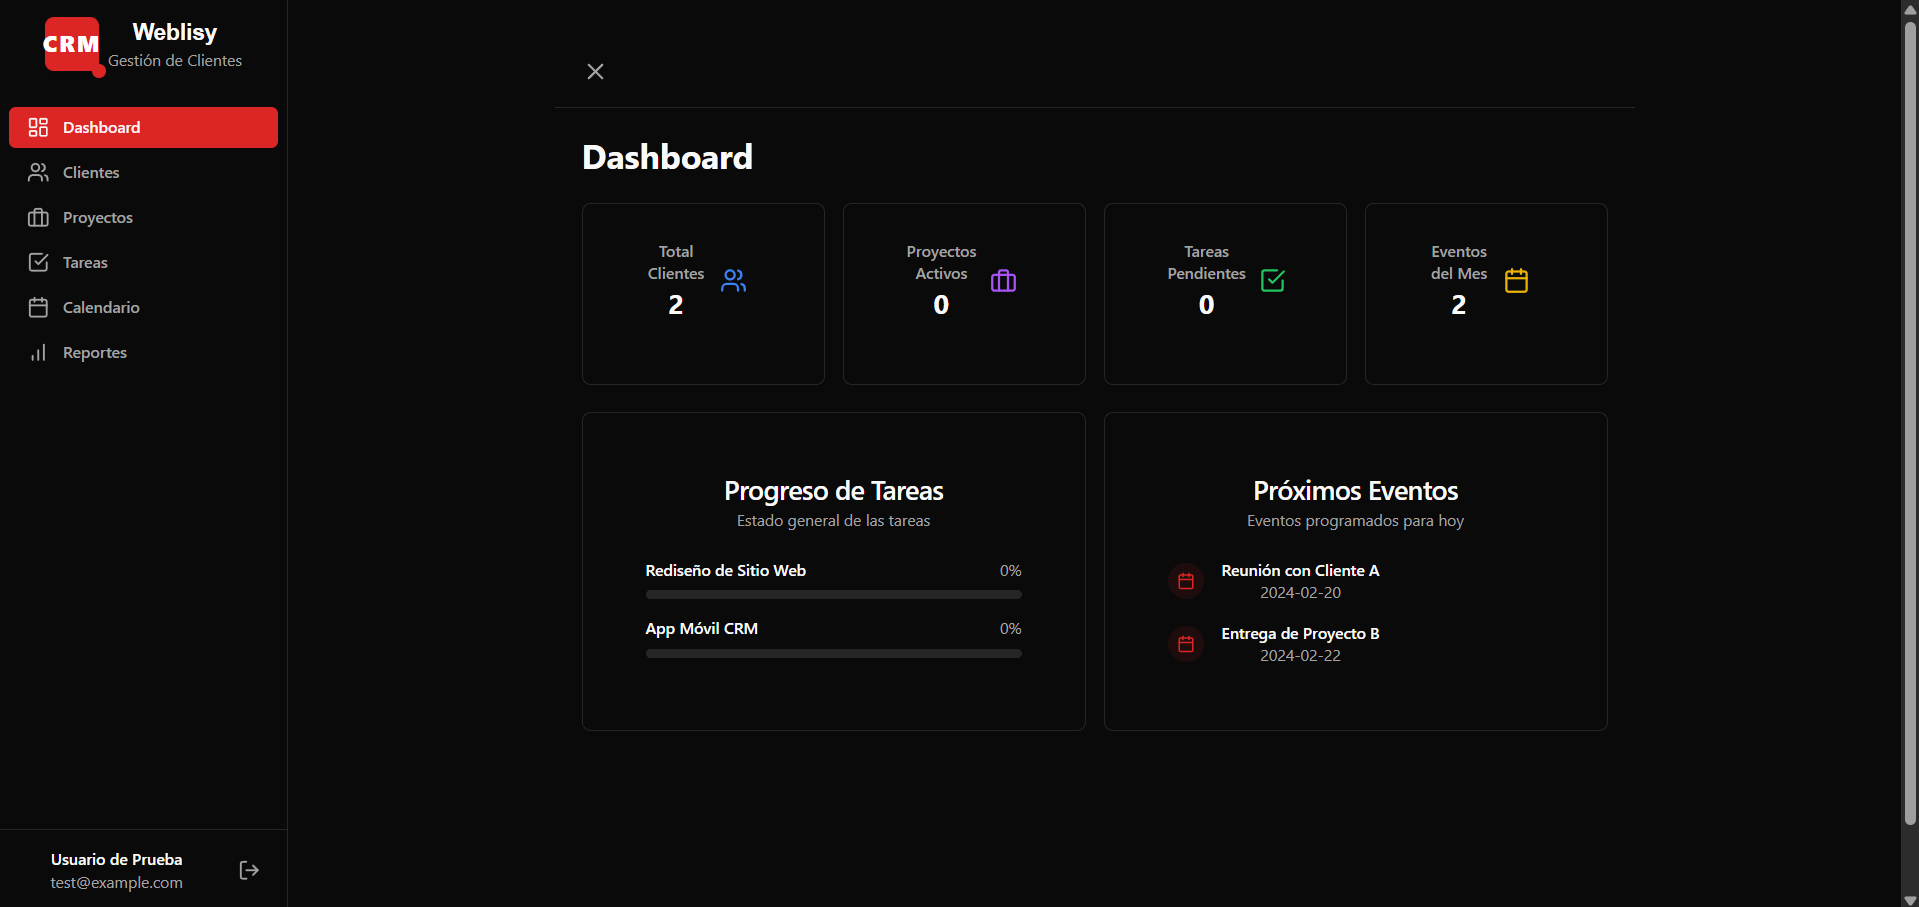 CRM
Weblisy
Gestión de Clientes
Dashboard
Clientes
Proyectos
Tareas
Calendario
Reportes
Usuario de Prueba
test@example.com
Dashboard
Total
Clientes
2
Proyectos
Activos
0
Tareas
Pendientes
0
Eventos
del Mes
2
Progreso de Tareas
Estado general de las tareas
Rediseño de Sitio Web 0%
App Móvil CRM 0%
Próximos Eventos
Eventos programados para hoy
Reunión con Cliente A
2024-02-20
Entrega de Proyecto B
2024-02-22